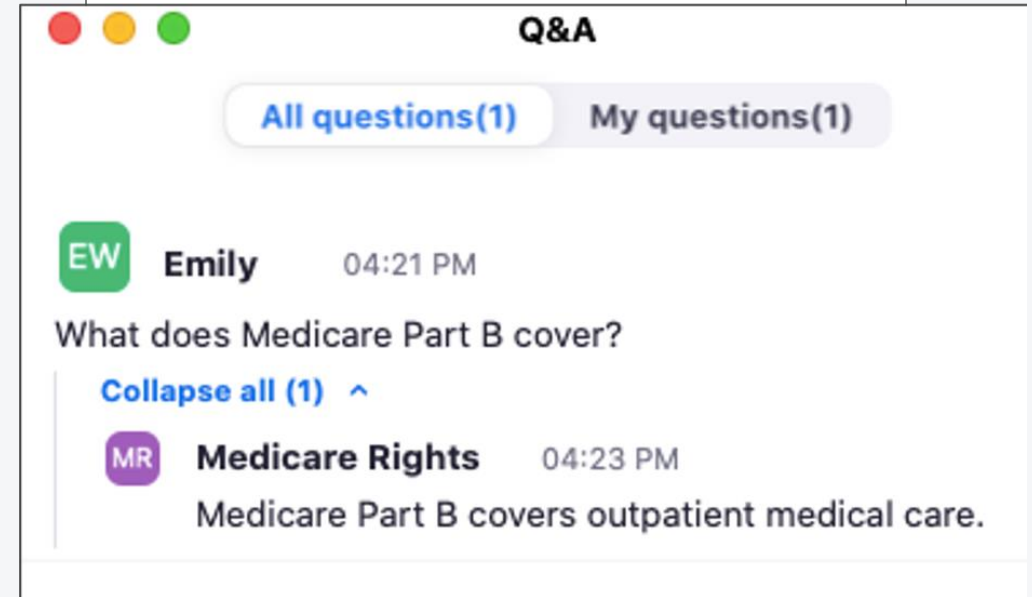 Q&A
All questions(1) My questions(1)
EW Emily 04:21 PM
What does Medicare Part B cover?
Collapse all (1)
MR Medicare Rights 04:23 PM
Medicare Part B covers outpatient medical care.